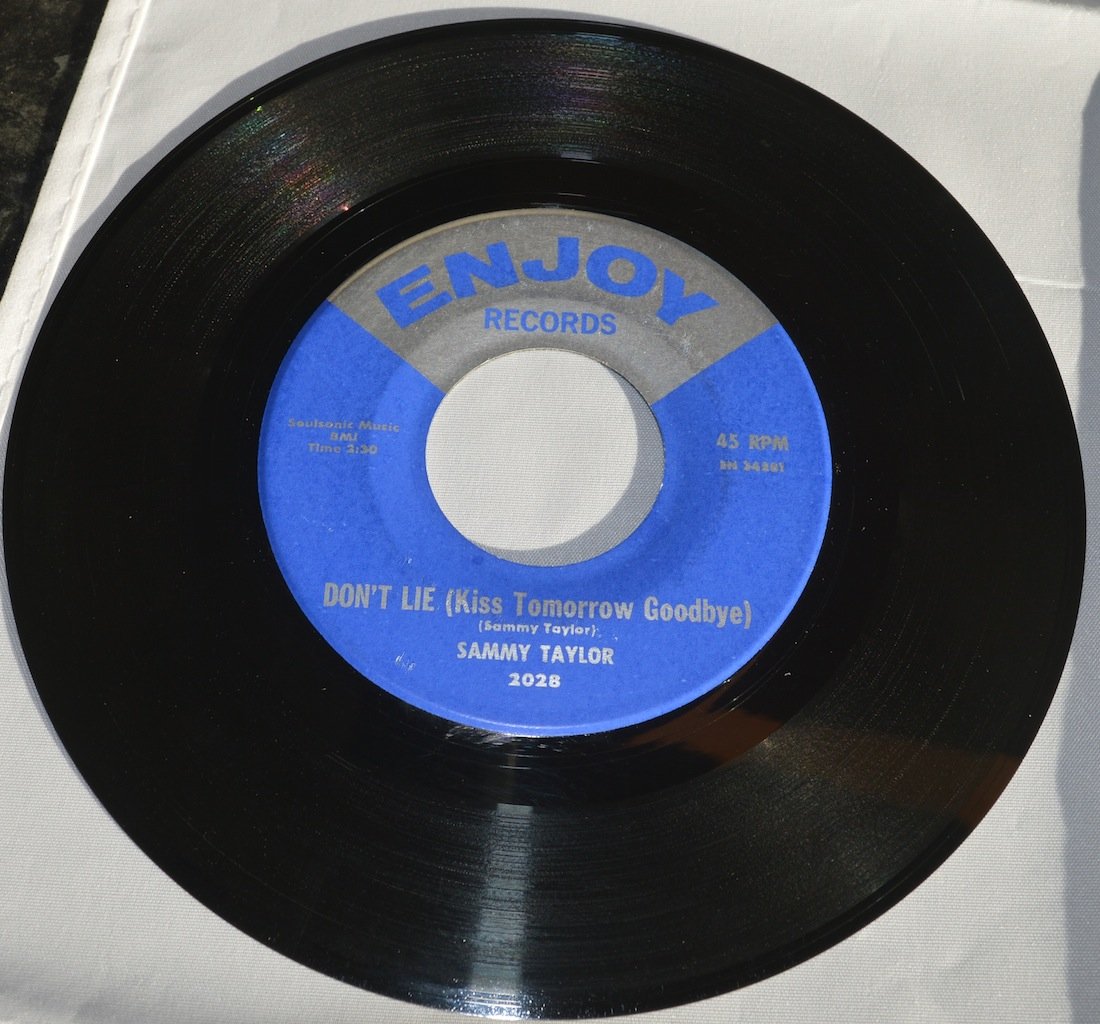 ENJOY
RECORDS
Soulsonic Music
BMI
Time 2:30
45 RPM
DON'T LIE (Kiss Tomorrow Goodbye)
(Sammy Taylor)
SAMMY TAYLOR
2028